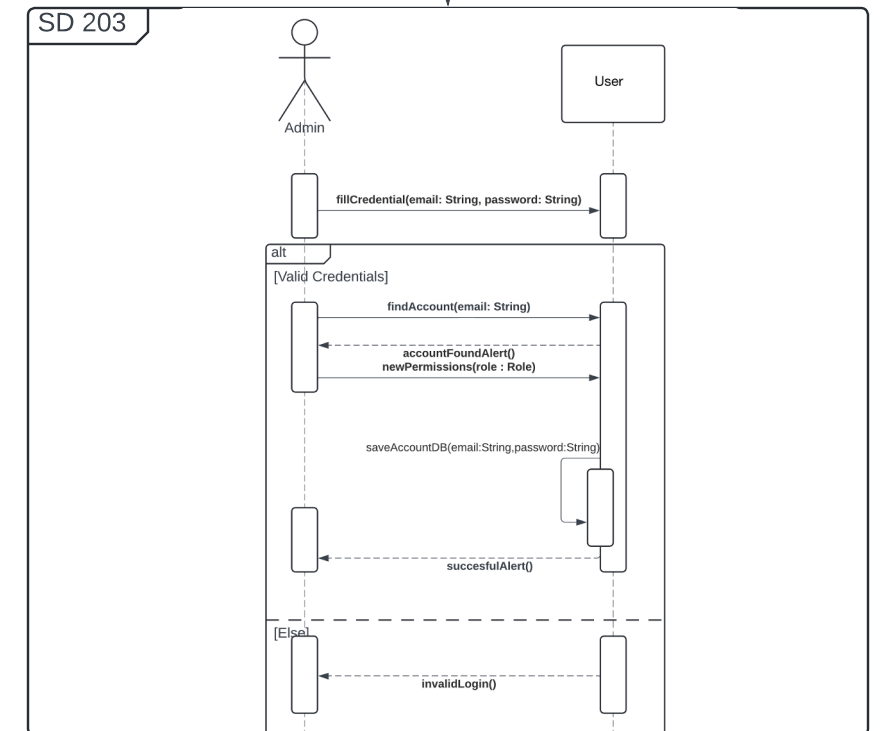 SD 203
Admin
User
fillCredential(email: String, password: String)
alt
[Valid Credentials]
findAccount(email: String)
accountFoundAlert()
newPermissions(role : Role)
saveAccountDB(email:String,password:String)
succesfulAlert()
[Else]
invalidLogin()